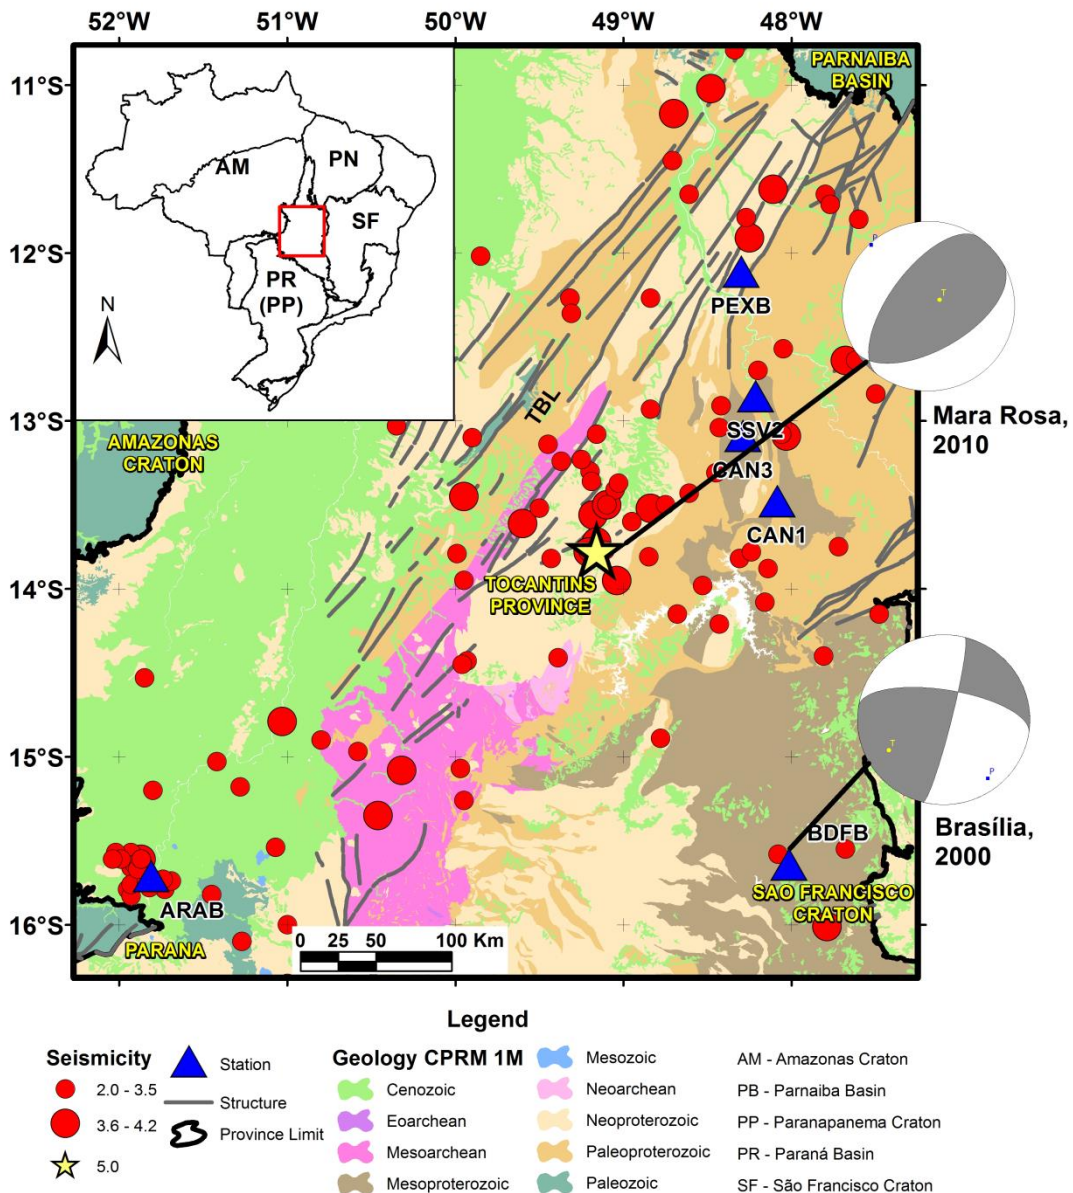 52°W 51°W 50°W 49°W 48°W
11°S
12°S
13°S
14°S
15°S
16°S
AM
PN
SF
PR
(PP)
N
PARNAIBA
BASIN
PEXB
P
T
Mara Rosa,
2010
TBL
SSV2
CAN3
CAN1
AMAZONAS
CRATON
TOCANTINS
PROVINCE
T
P
Brasília,
2000
BDFB
SAO FRANCISCO
CRATON
ARAB
PARANA
0 25 50 100 Km
Legend
Seismicity
2.0 - 3.5
3.6 - 4.2
5.0
Station
Structure
Province Limit
Geology CPRM 1M
Cenozoic
Eoarchean
Mesoarchean
Mesoproterozoic
Mesozoic
Neoarchean
Neoproterozoic
Paleoproterozoic
Paleozoic
AM - Amazonas Craton
PB - Parnaiba Basin
PP - Paranapanema Craton
PR - Paraná Basin
SF - São Francisco Craton